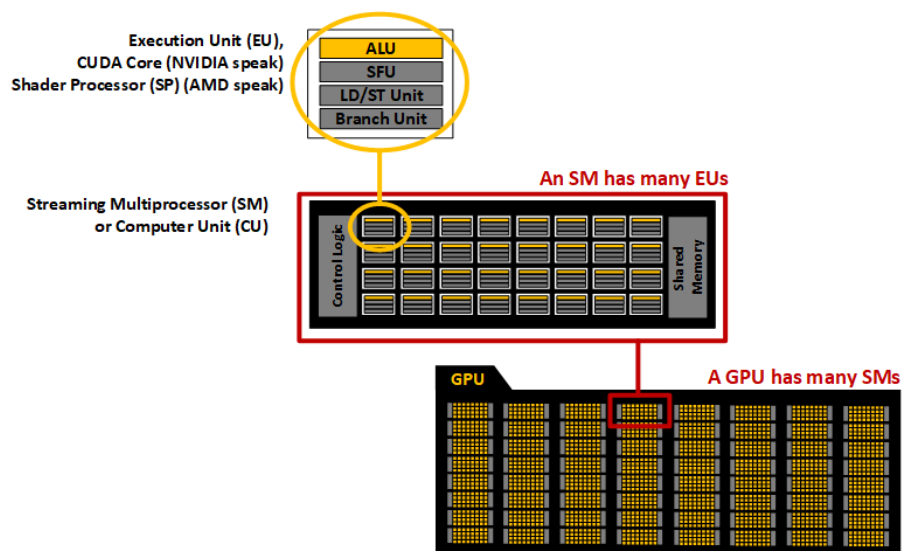 Execution Unit (EU),
CUDA Core (NVIDIA speak)
Shader Processor (SP) (AMD speak)
ALU
SFU
LD/ST Unit
Branch Unit
An SM has many EUs
Streaming Multiprocessor (SM)
or Computer Unit (CU)
Control Logic
Shared
Memory
GPU
A GPU has many SMs